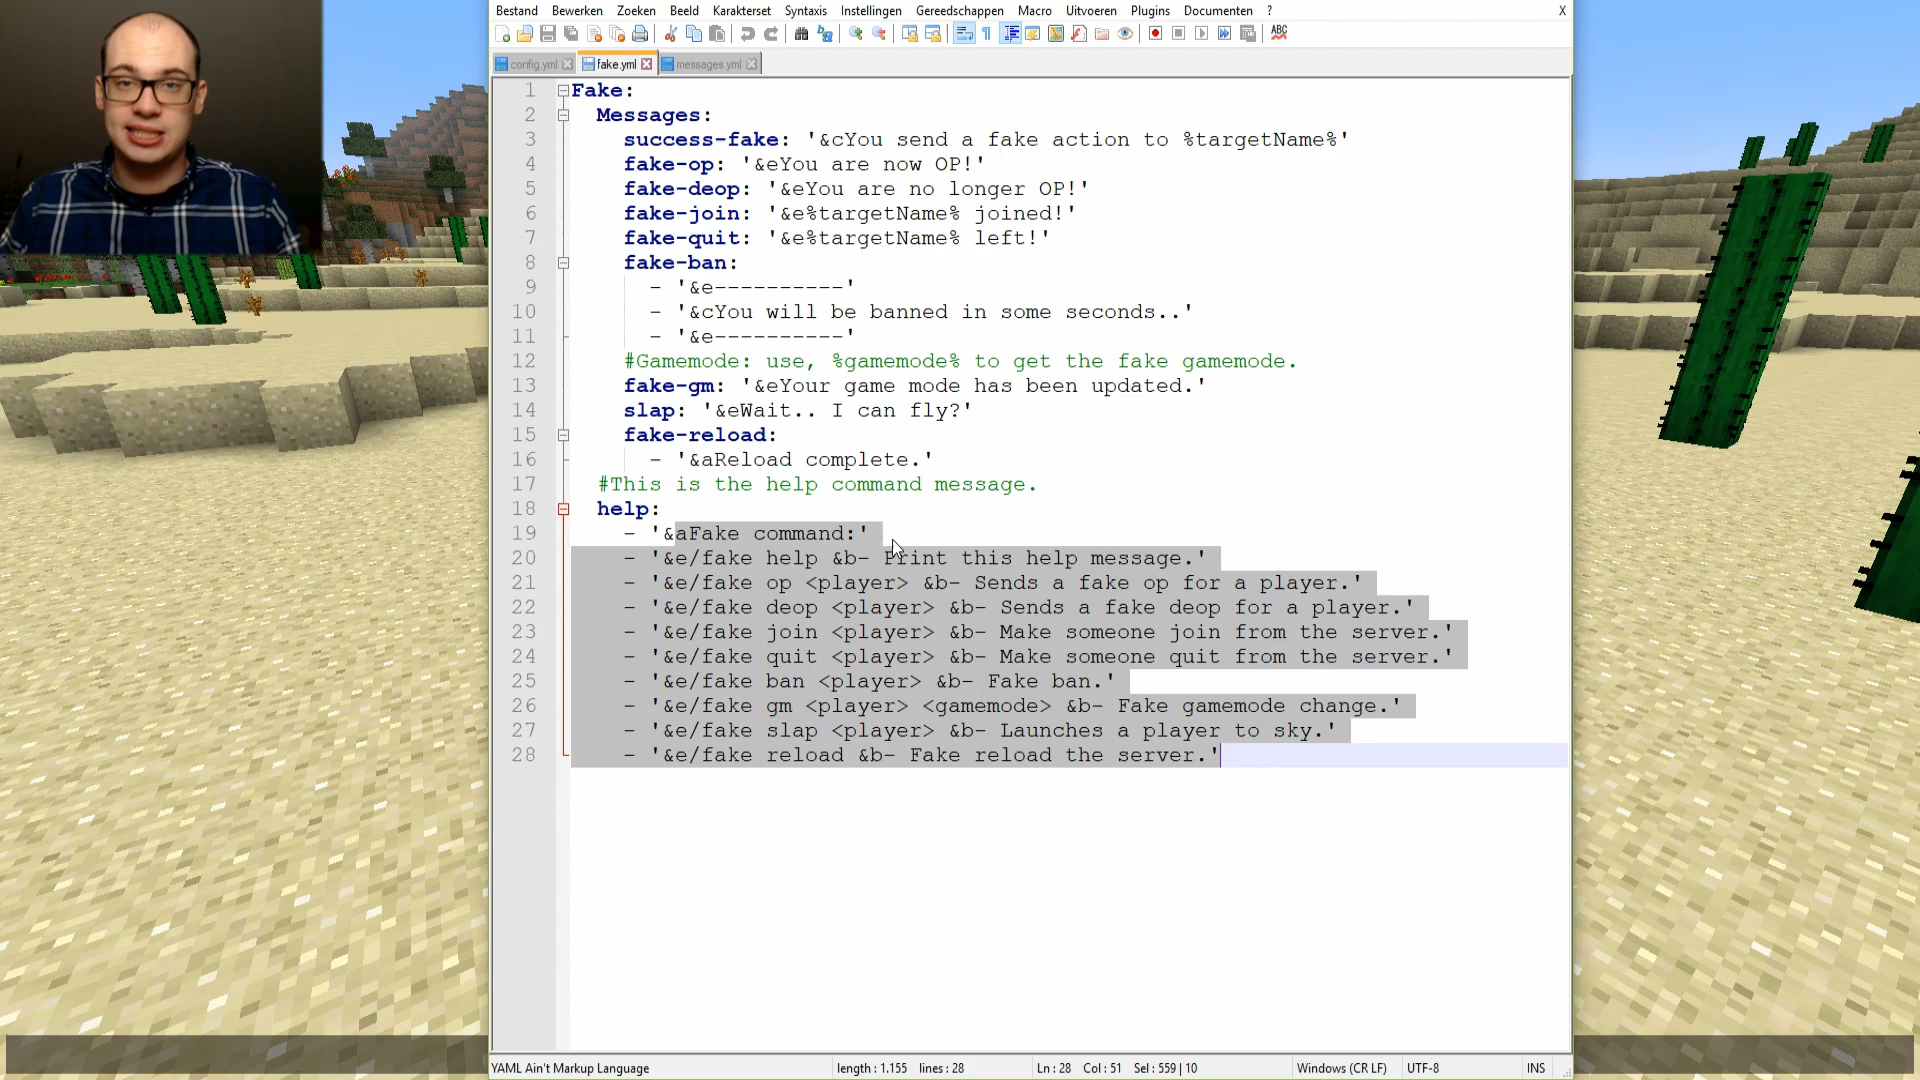 Bestand Bewerken Zoeken Beeld Karakterset Syntaxis Instellingen Gereedschappen Macro Uitvoeren Plugins Documenten ? X
ABC
config.yml fake.yml messages.yml
1 Fake:
2 Messages:
3 success-fake: '&cYou send a fake action to %targetName%'
4 fake-op: '&eYou are now OP!'
5 fake-deop: '&eYou are no longer OP!'
6 fake-join: '&e%targetName% joined!'
7 fake-quit: '&e%targetName% left!'
8 fake-ban:
9 - '&e----------'
10 - '&cYou will be banned in some seconds..'
11 - '&e----------'
12 #Gamemode: use, %gamemode% to get the fake gamemode.
13 fake-gm: '&eYour game mode has been updated.'
14 slap: '&eWait.. I can fly?'
15 fake-reload:
16 - '&aReload complete.'
17 #This is the help command message.
18 help:
19 - '&aFake command:'
20 - '&e/fake help &b- Print this help message.'
21 - '&e/fake op <player> &b- Sends a fake op for a player.'
22 - '&e/fake deop <player> &b- Sends a fake deop for a player.'
23 - '&e/fake join <player> &b- Make someone join from the server.'
24 - '&e/fake quit <player> &b- Make someone quit from the server.'
25 - '&e/fake ban <player> &b- Fake ban.'
26 - '&e/fake gm <player> <gamemode> &b- Fake gamemode change.'
27 - '&e/fake slap <player> &b- Launches a player to sky.'
28 - '&e/fake reload &b- Fake reload the server.'
YAML Ain't Markup Language length : 1.155 lines : 28 Ln : 28 Col : 51 Sel : 559 | 10 Windows (CR LF) UTF-8 INS